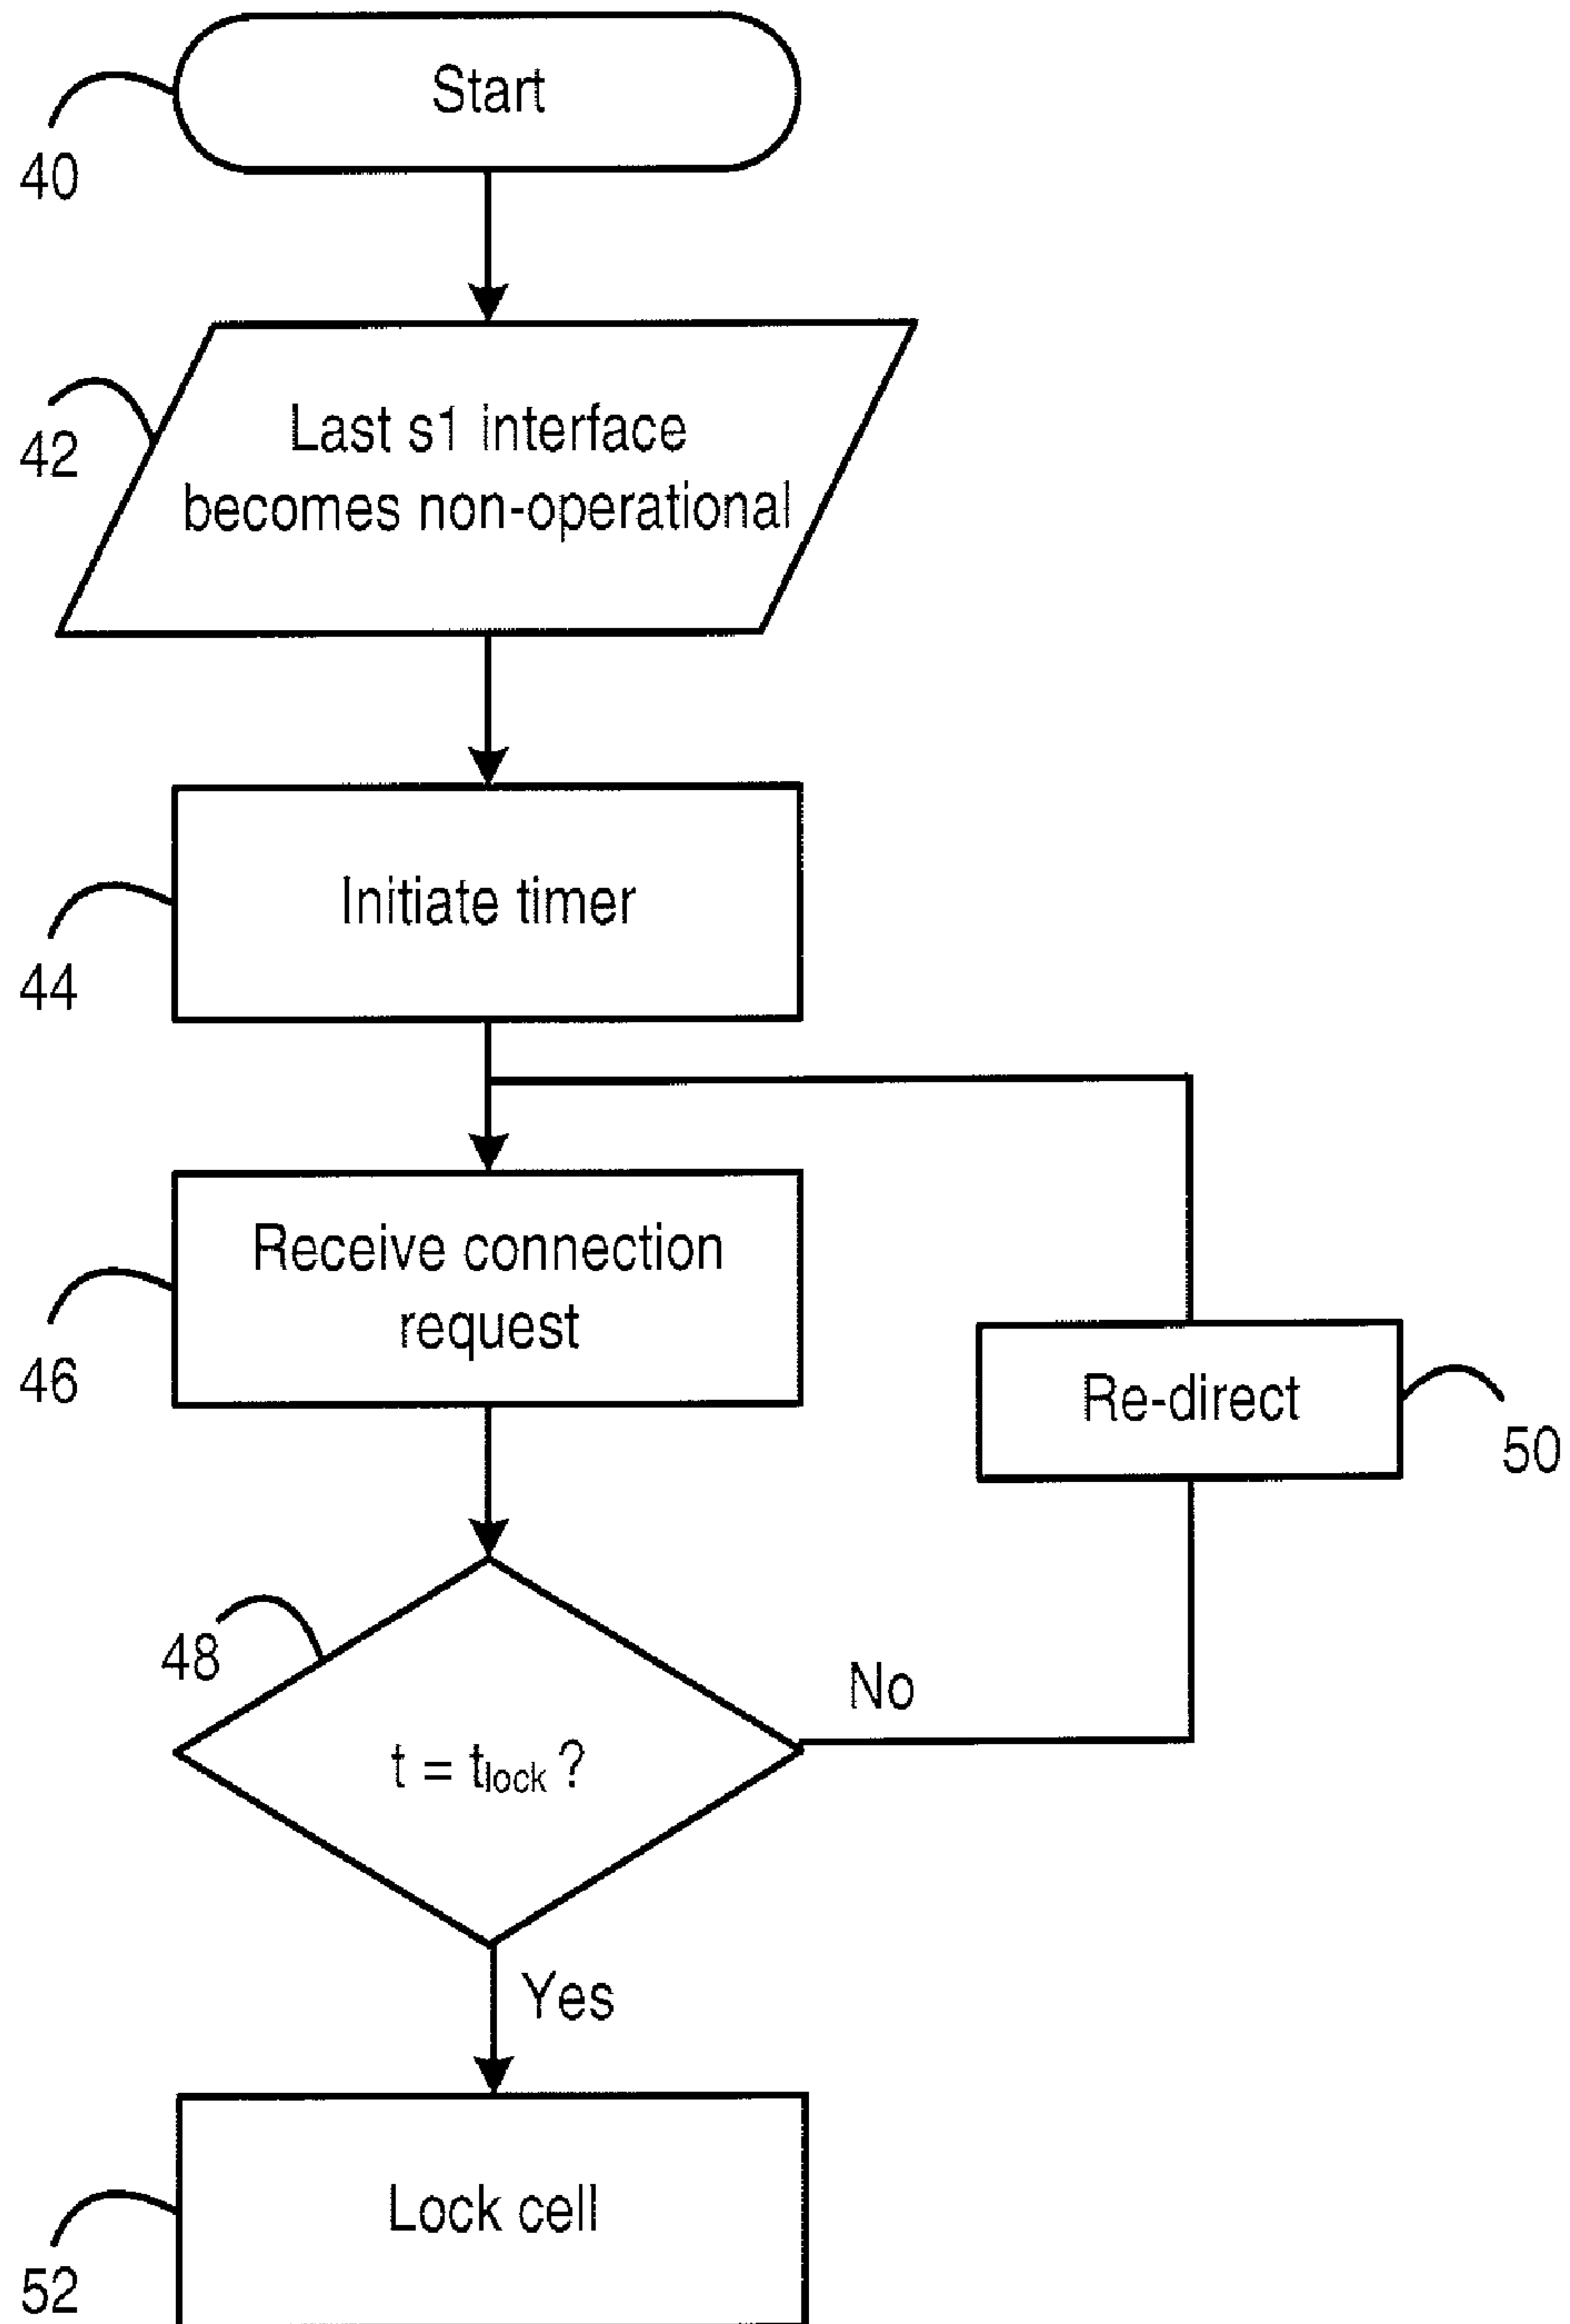 Start
40
Last s1 interface
becomes non-operational
42
Initiate timer
44
Receive connection
request
46
Re-direct
50
48
No
t = tlock ?
Yes
Lock cell
52